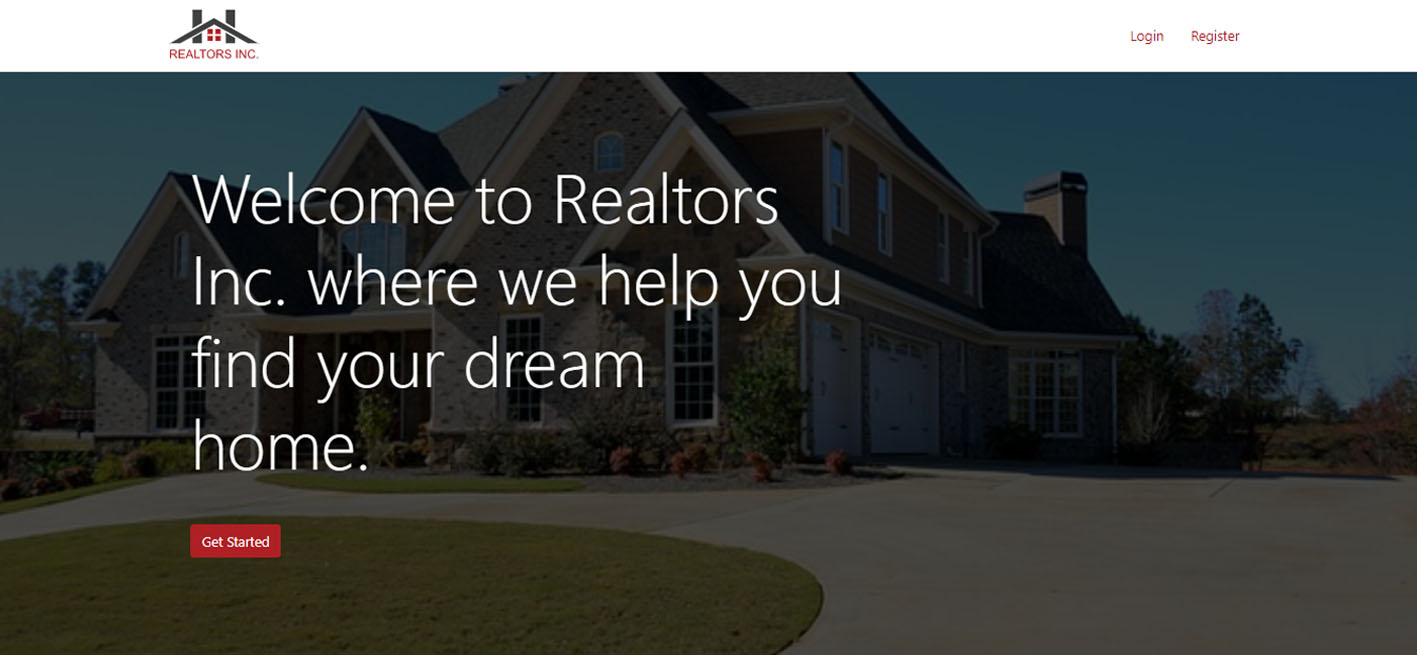 REALTORS INC.
Login Register
Welcome to Realtors
Inc. where we help you
find your dream
home.
Get Started